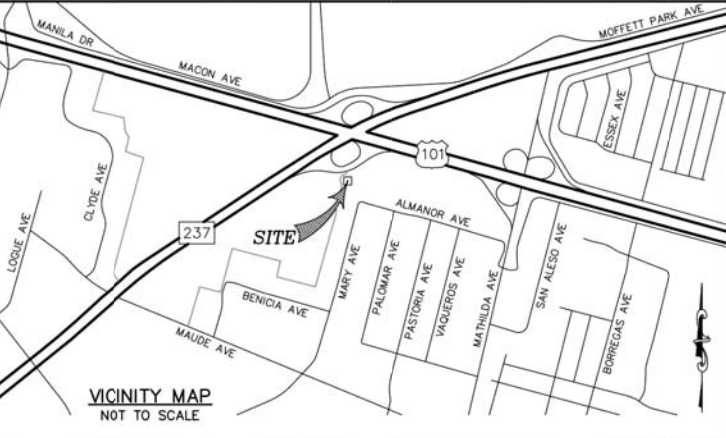 MANILA DR
MACON AVE
MOFFETT PARK AVE
ESSEX AVE
101
CLYDE AVE
LOGUE AVE
237
SITE
ALMANOR AVE
MARY AVE
PALOMAR AVE
PASTORIA AVE
VAQUEROS AVE
MATHILDA AVE
SAN ALESO AVE
BORREGAS AVE
BENICIA AVE
MAUDE AVE
VICINITY MAP
NOT TO SCALE